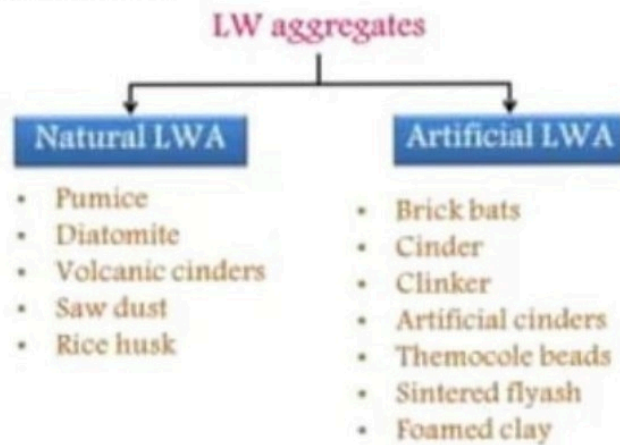 LW aggregates
Natural LWA
• Pumice
• Diatomite
• Volcanic cinders
• Saw dust
• Rice husk
Artificial LWA
• Brick bats
• Cinder
• Clinker
• Artificial cinders
• Themocole beads
• Sintered flyash
• Foamed clay